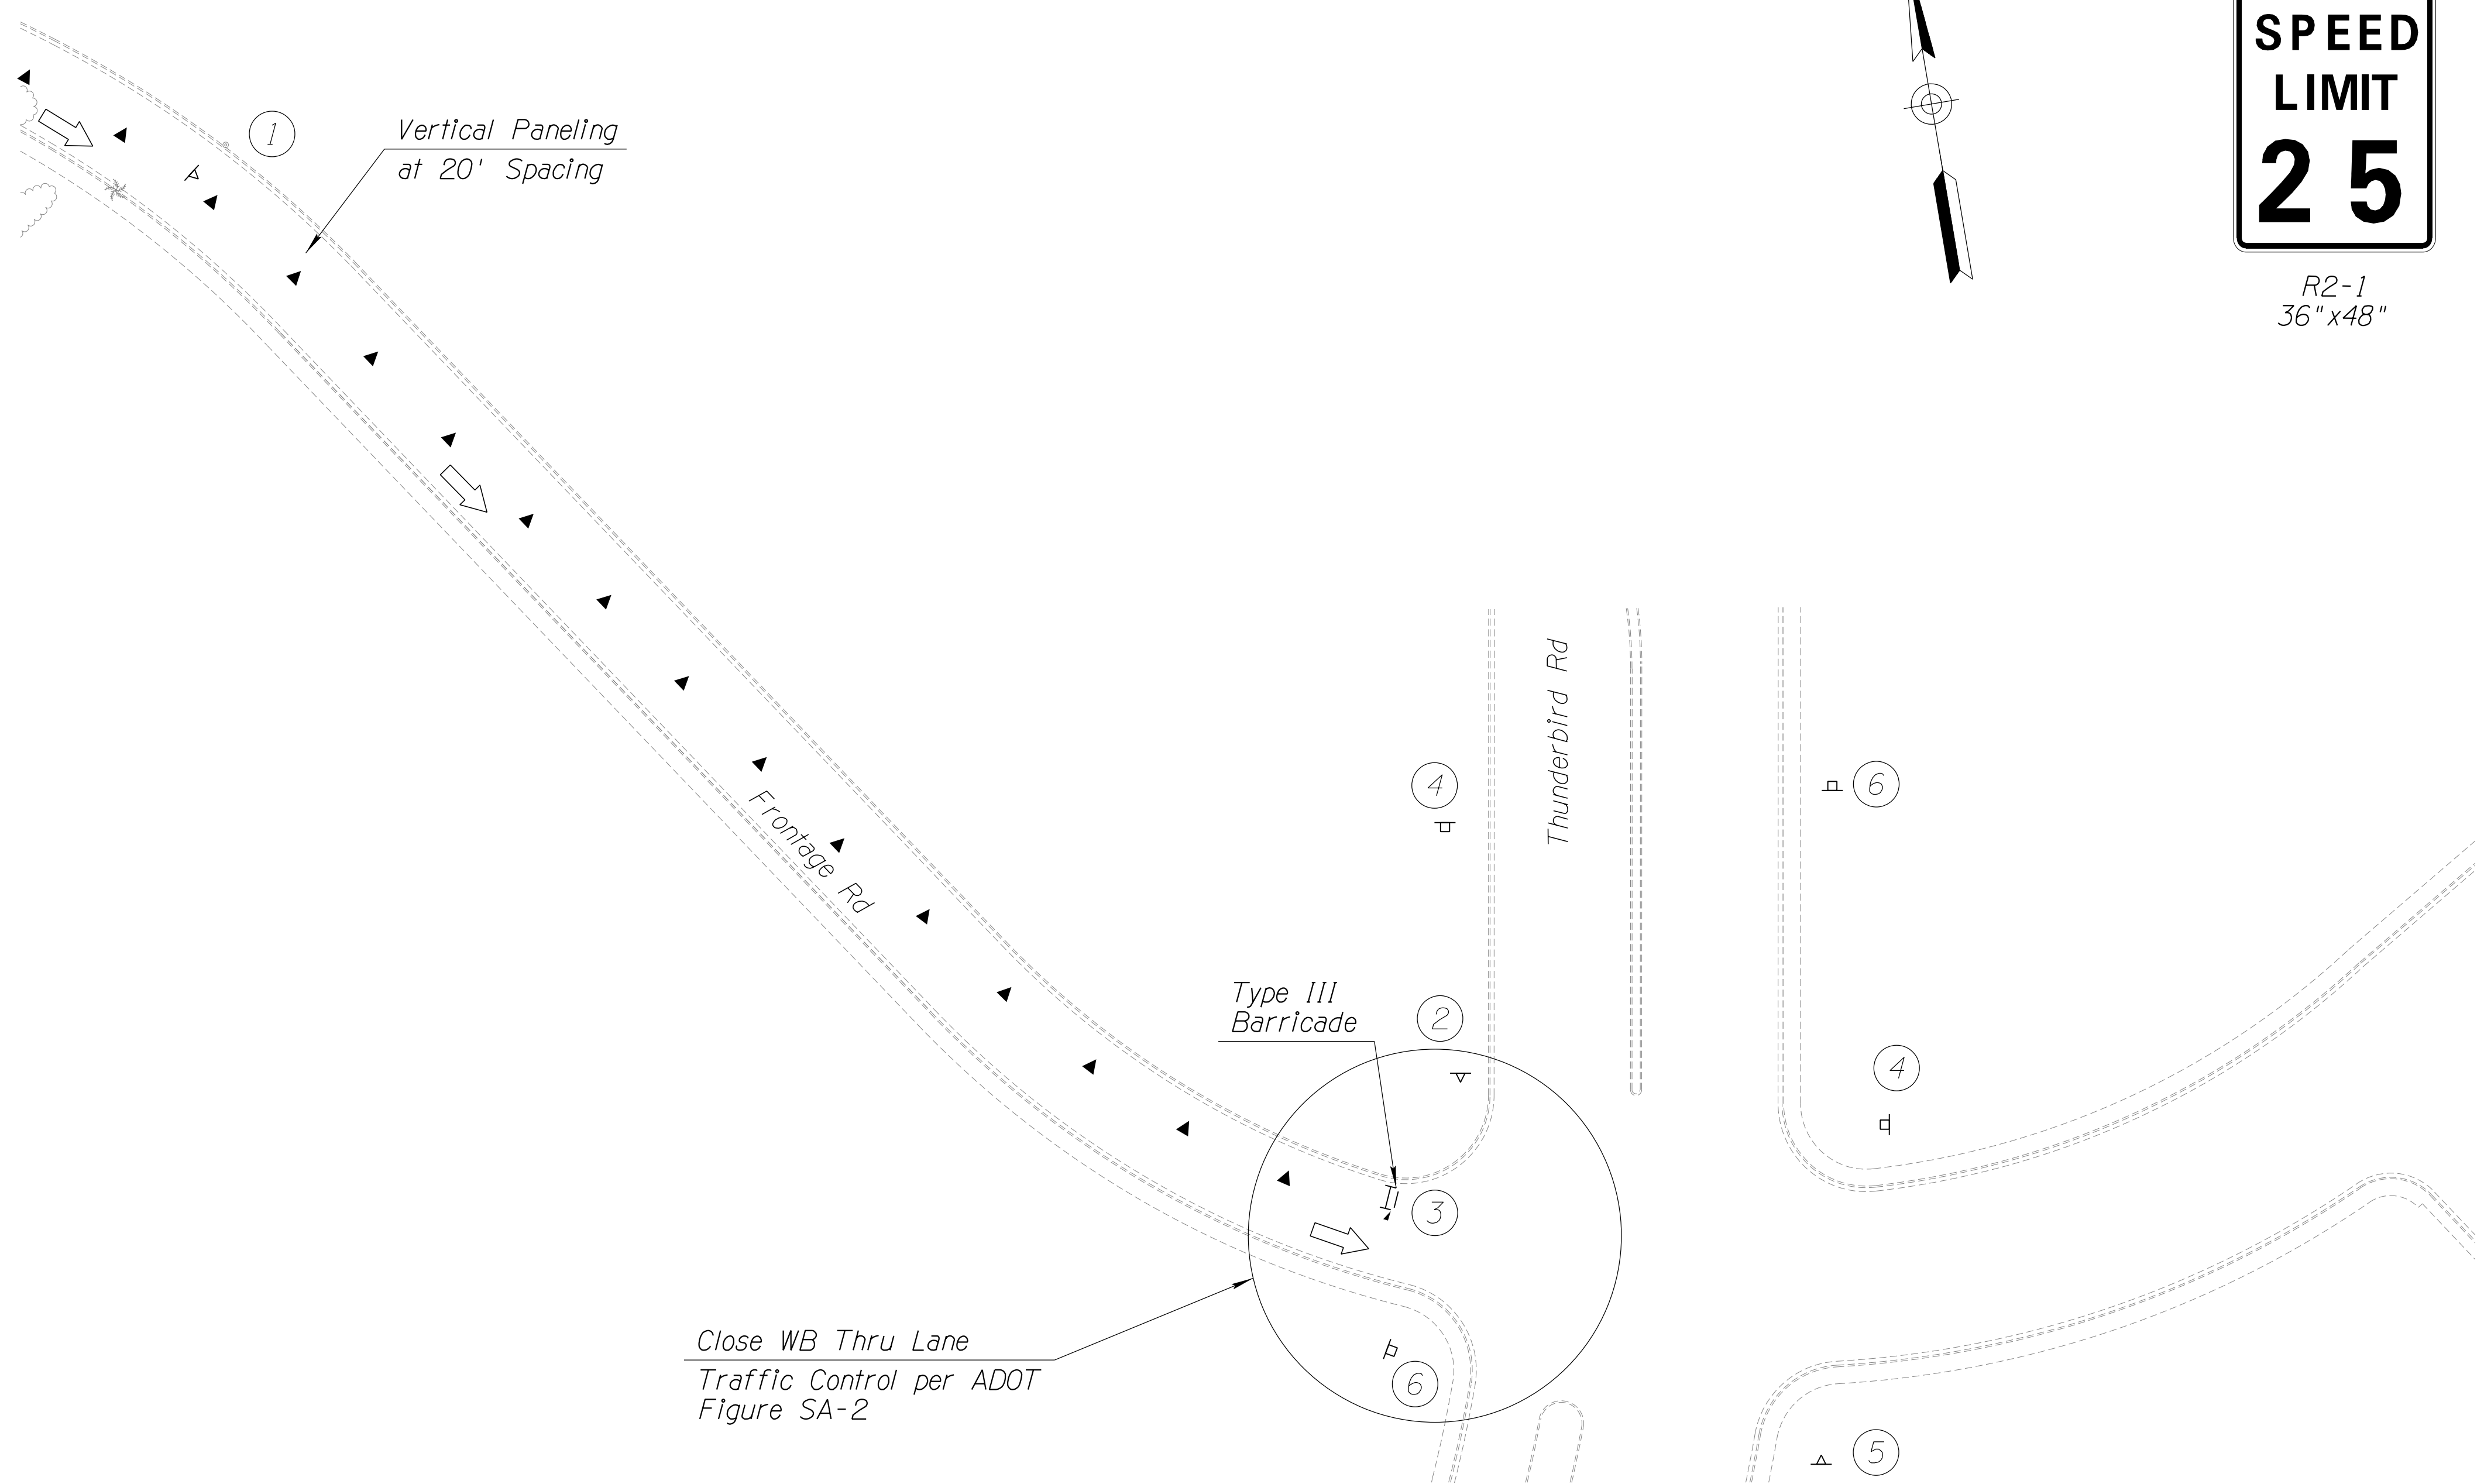 SPEED
LIMIT
25
R2-1
36"x48"
1
Vertical Paneling
at 20' Spacing
Thunderbird Rd
4
6
Frontage Rd
Type III
Barricade
2
4
3
Close WB Thru Lane
Traffic Control per ADOT
Figure SA-2
6
5